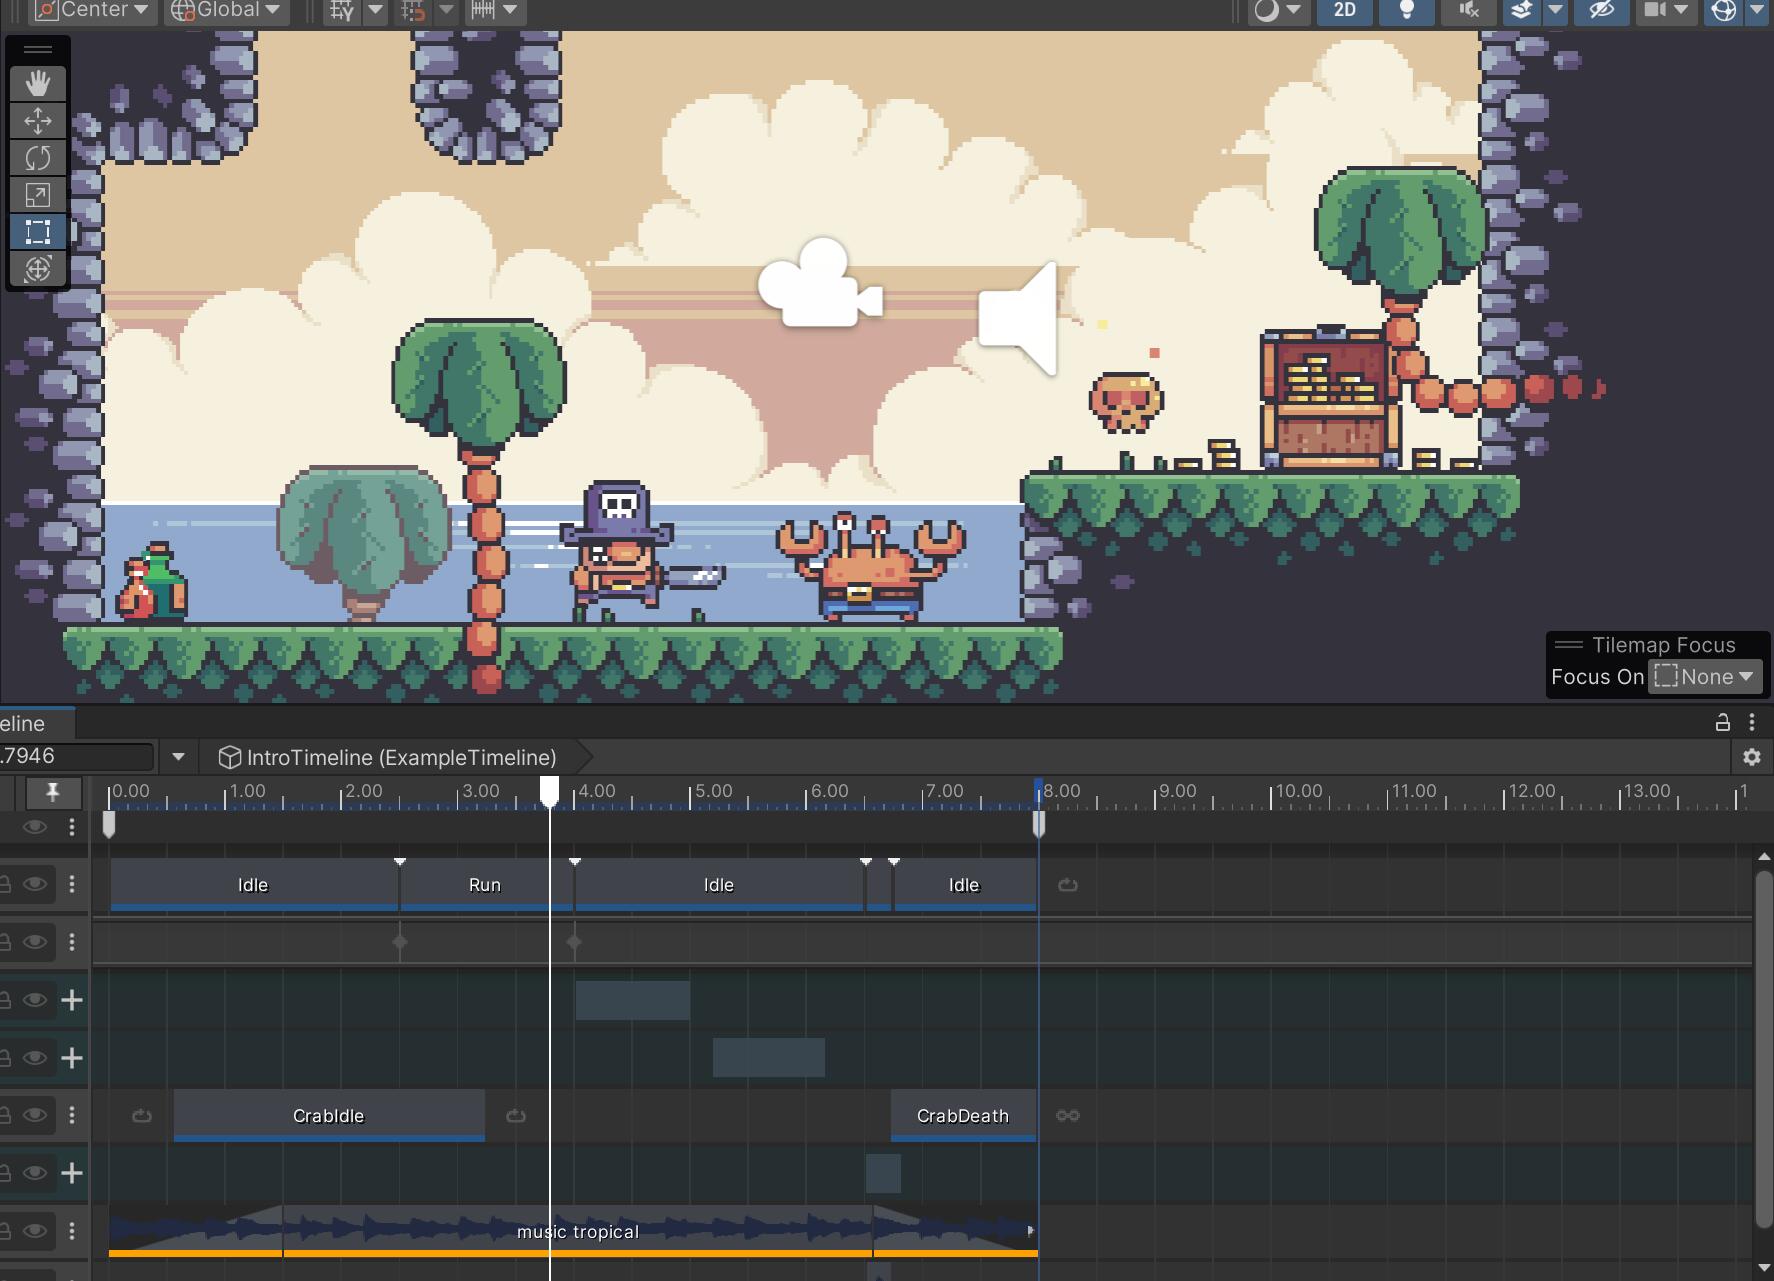 Center
Global
2D
Tilemap Focus
Focus On None
eline
.7946
IntroTimeline (ExampleTimeline)
0.00 1.00 2.00 3.00 4.00 5.00 6.00 7.00 8.00 9.00 10.00 11.00 12.00 13.00 1
Idle Run Idle Idle
CrabIdle CrabDeath
music tropical